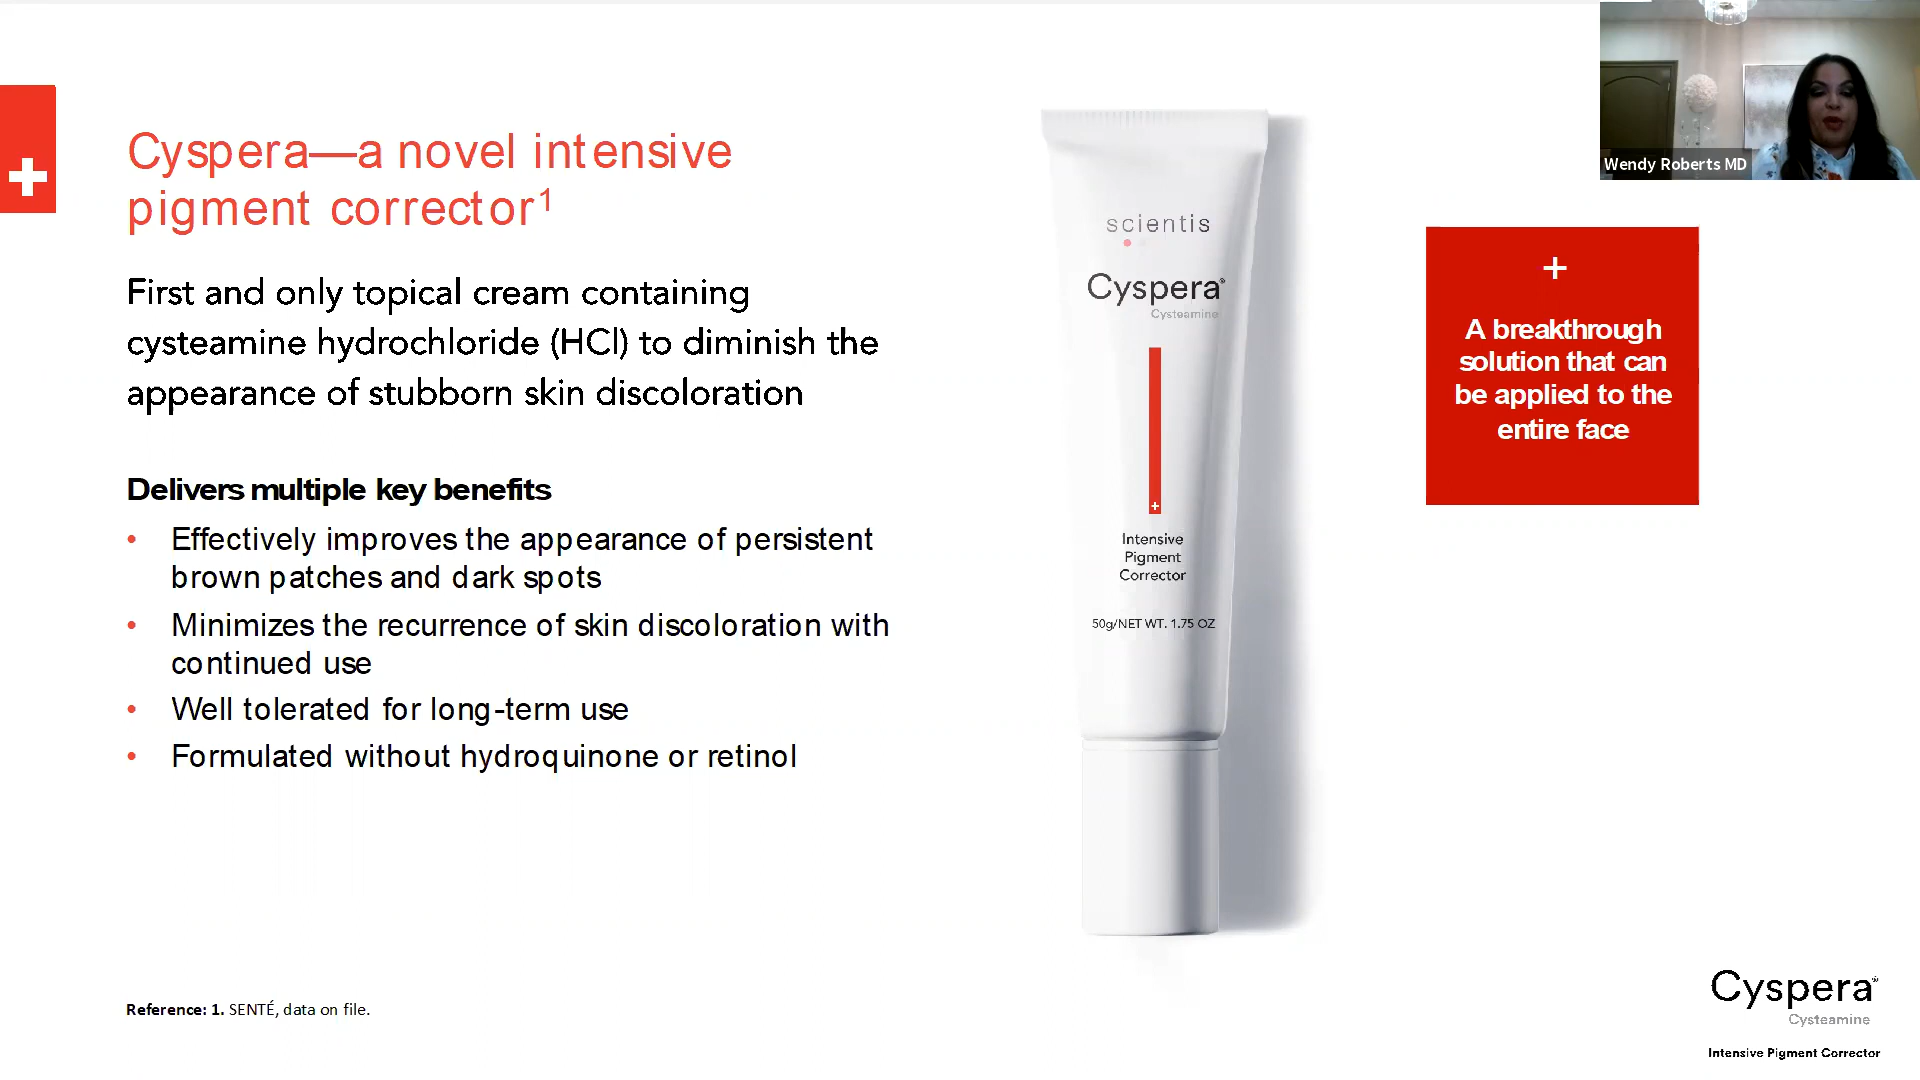 Cyspera—a novel intensive
pigment corrector1
First and only topical cream containing
cysteamine hydrochloride (HCl) to diminish the
appearance of stubborn skin discoloration
Delivers multiple key benefits
• Effectively improves the appearance of persistent
brown patches and dark spots
• Minimizes the recurrence of skin discoloration with
continued use
• Well tolerated for long-term use
• Formulated without hydroquinone or retinol
Reference: 1. SENTÉ, data on file.
scientis
Cyspera®
Cysteamine
Intensive
Pigment
Corrector
50g/NET WT. 1.75 OZ
Wendy Roberts MD
A breakthrough
solution that can
be applied to the
entire face
Cyspera®
Cysteamine
Intensive Pigment Corrector